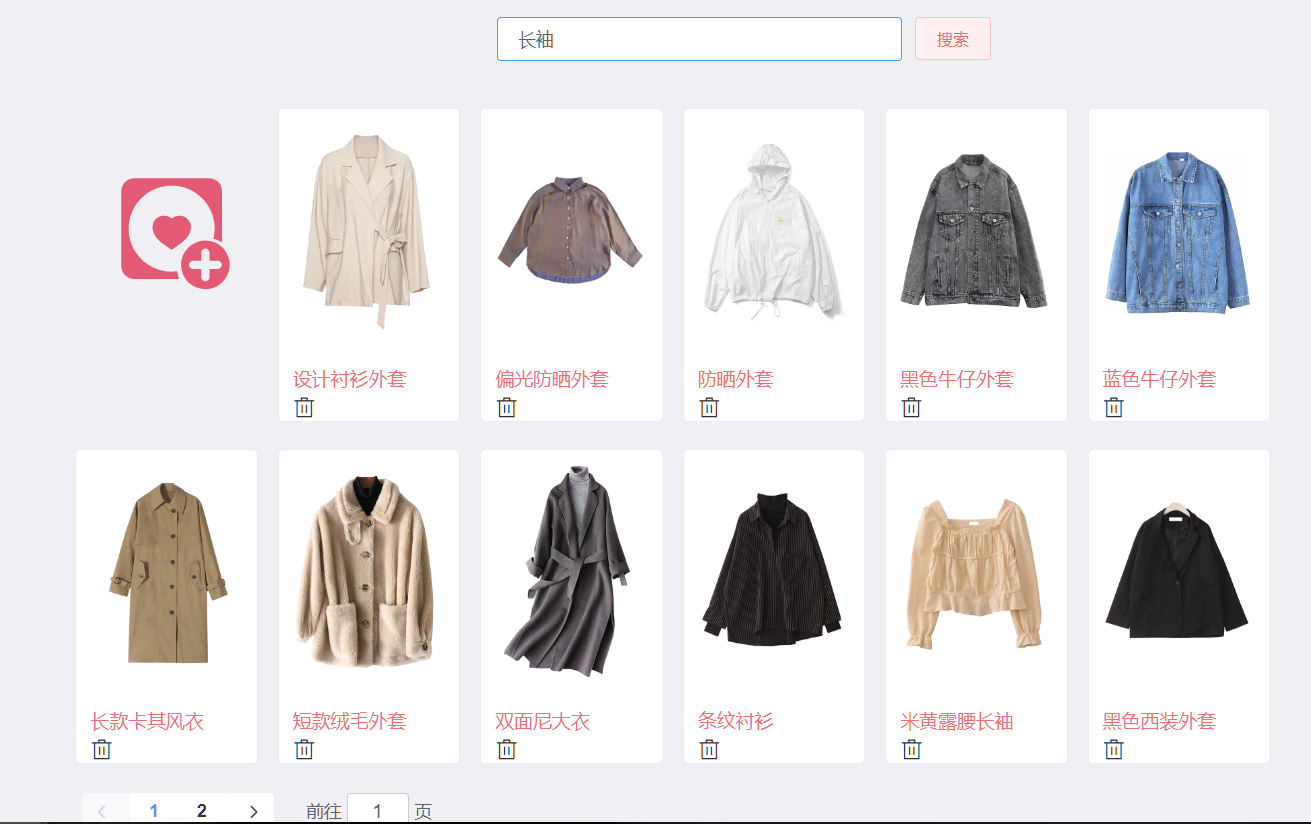 长袖
搜索
设计衬衫外套
偏光防晒外套
防晒外套
黑色牛仔外套
蓝色牛仔外套
长款卡其风衣
短款绒毛外套
双面尼大衣
条纹衬衫
米黄露腰长袖
黑色西装外套
1 2 前往 1 页